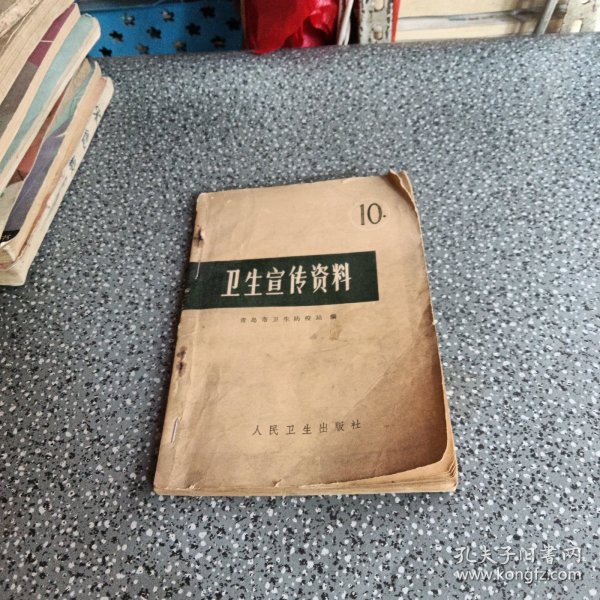 10.
卫生宣传资料
青岛市卫生防疫站 编
人民卫生出版社
孔夫子旧书网
www.kongfz.com